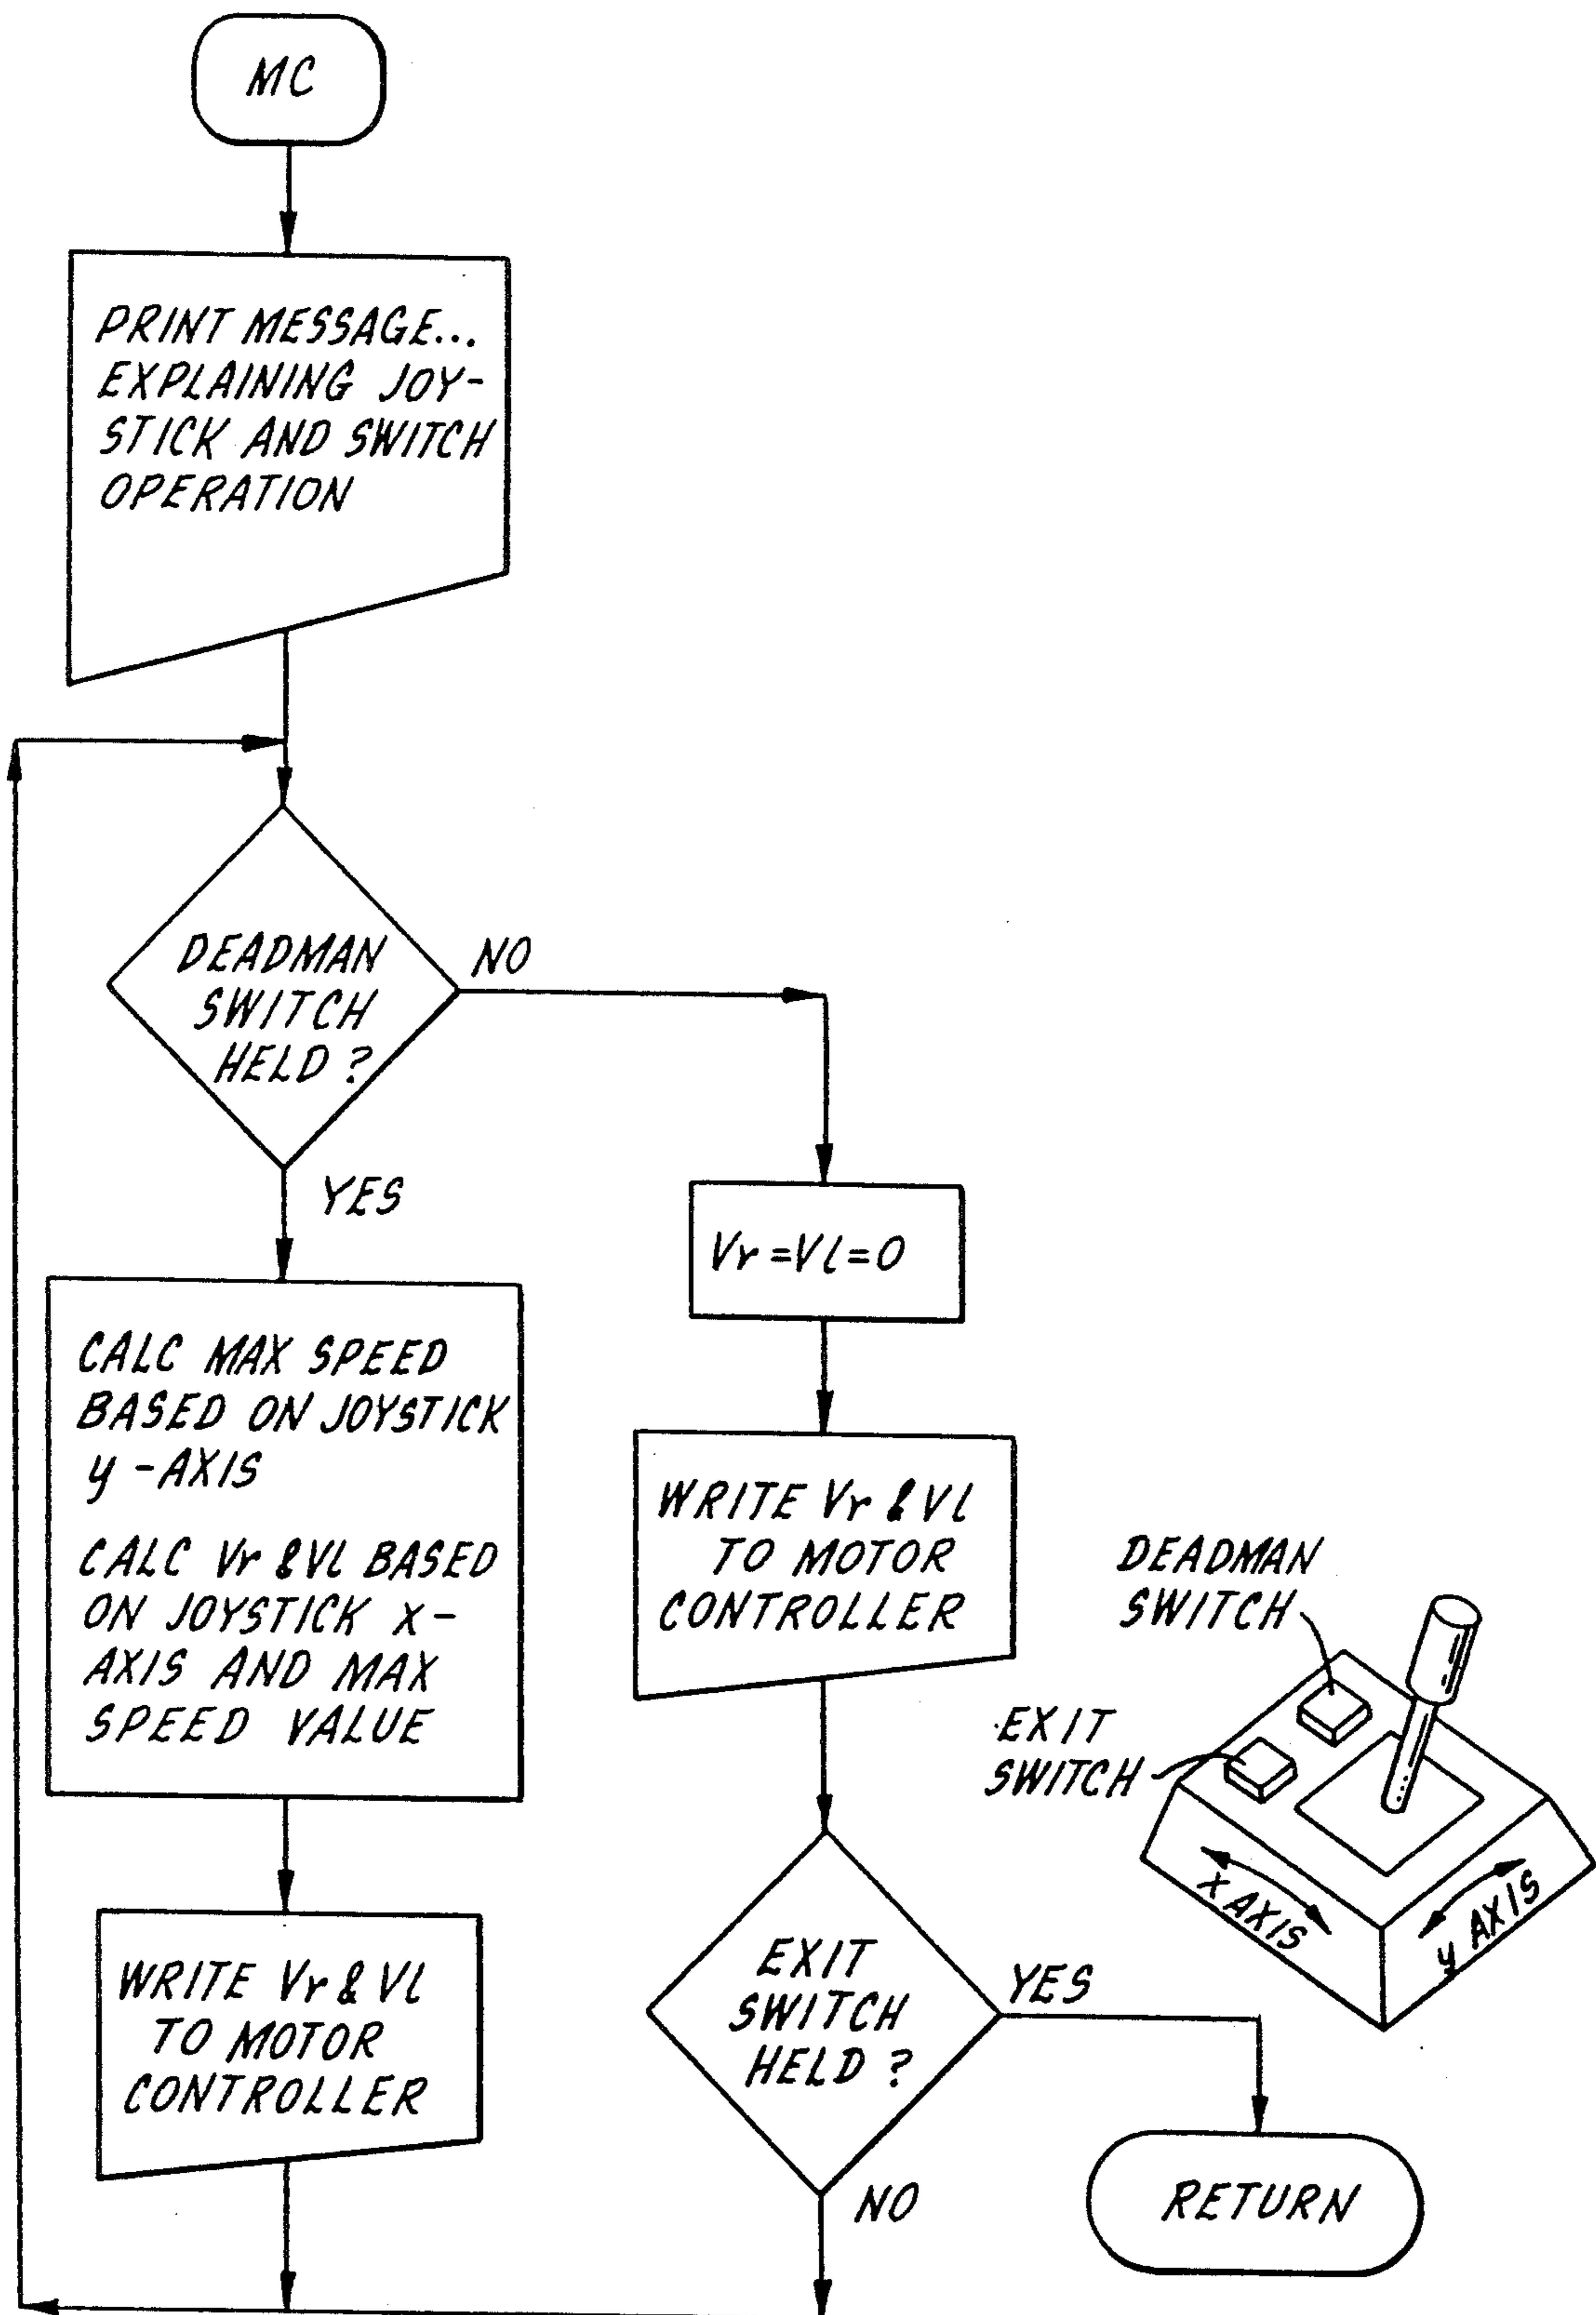 MC
PRINT MESSAGE...
EXPLAINING JOY-
STICK AND SWITCH
OPERATION
DEADMAN
SWITCH
HELD ?
NO
YES
Vr=Vl=0
CALC MAX SPEED
BASED ON JOYSTICK
y-AXIS
CALC Vr & Vl BASED
ON JOYSTICK x-
AXIS AND MAX
SPEED VALUE
WRITE Vr & Vl
TO MOTOR
CONTROLLER
DEADMAN
SWITCH
EXIT
SWITCH
X AXIS
y AXIS
WRITE Vr & Vl
TO MOTOR
CONTROLLER
EXIT
SWITCH
HELD ?
YES
NO
RETURN